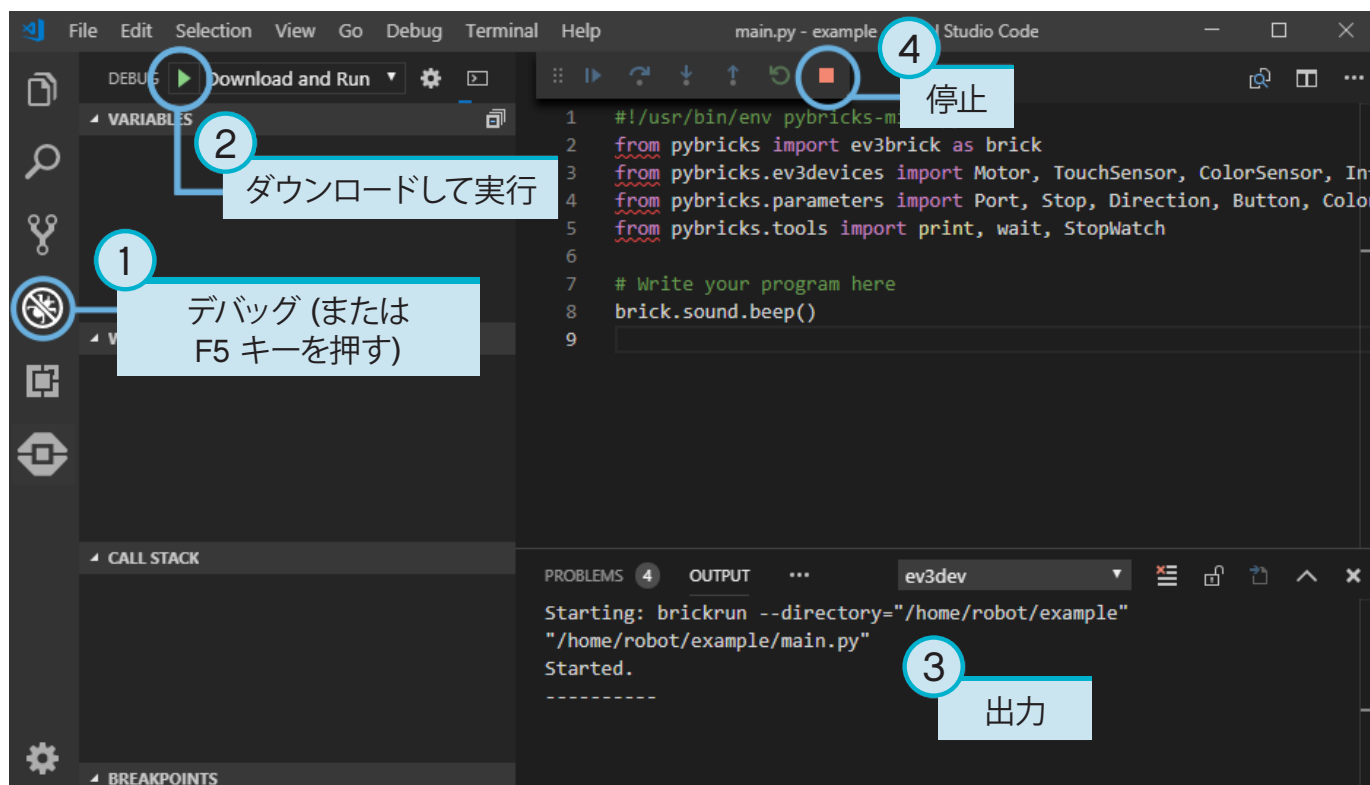 File Edit Selection View Go Debug Terminal Help main.py - example Studio Code
4
停止
DEBUG Download and Run
VARIABLES
2
ダウンロードして実行
1
デバッグ (または
F5 キーを押す)
CALL STACK
BREAKPOINTS
1 #!/usr/bin/env pybricks-mi
2 from pybricks import ev3brick as brick
3 from pybricks.ev3devices import Motor, TouchSensor, ColorSensor, In
4 from pybricks.parameters import Port, Stop, Direction, Button, Colo
5 from pybricks.tools import print, wait, StopWatch
6
7 # Write your program here
8 brick.sound.beep()
9
PROBLEMS 4 OUTPUT ··· ev3dev
Starting: brickrun --directory="/home/robot/example"
"/home/robot/example/main.py"
Started.
----------
3
出力